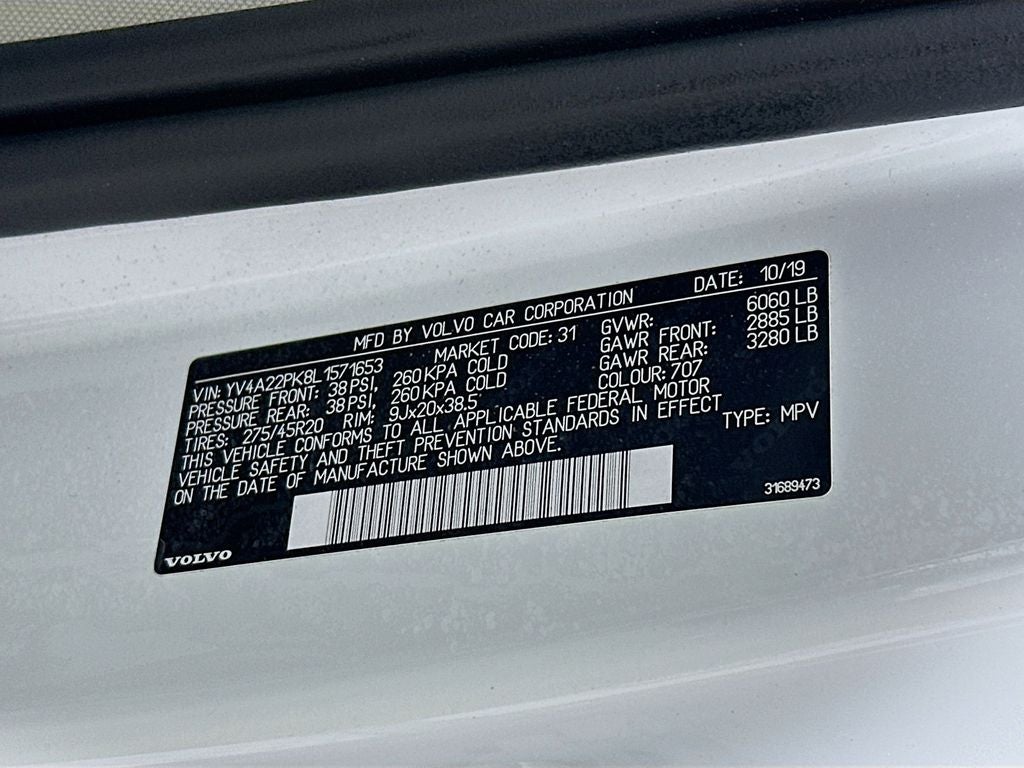 MFD BY VOLVO CAR CORPORATION DATE: 10/19
VIN: YV4A22PK8L1571653 MARKET CODE: 31 GVWR: 6060 LB
PRESSURE FRONT: 38 PSI, 260 KPA COLD GAWR FRONT: 2885 LB
PRESSURE REAR: 38 PSI, 260 KPA COLD GAWR REAR: 3280 LB
TIRES: 275/45R20 RIM: 9Jx20x38.5 COLOUR: 707
THIS VEHICLE CONFORMS TO ALL APPLICABLE FEDERAL MOTOR
VEHICLE SAFETY AND THEFT PREVENTION STANDARDS IN EFFECT
ON THE DATE OF MANUFACTURE SHOWN ABOVE. TYPE: MPV
31689473
VOLVO